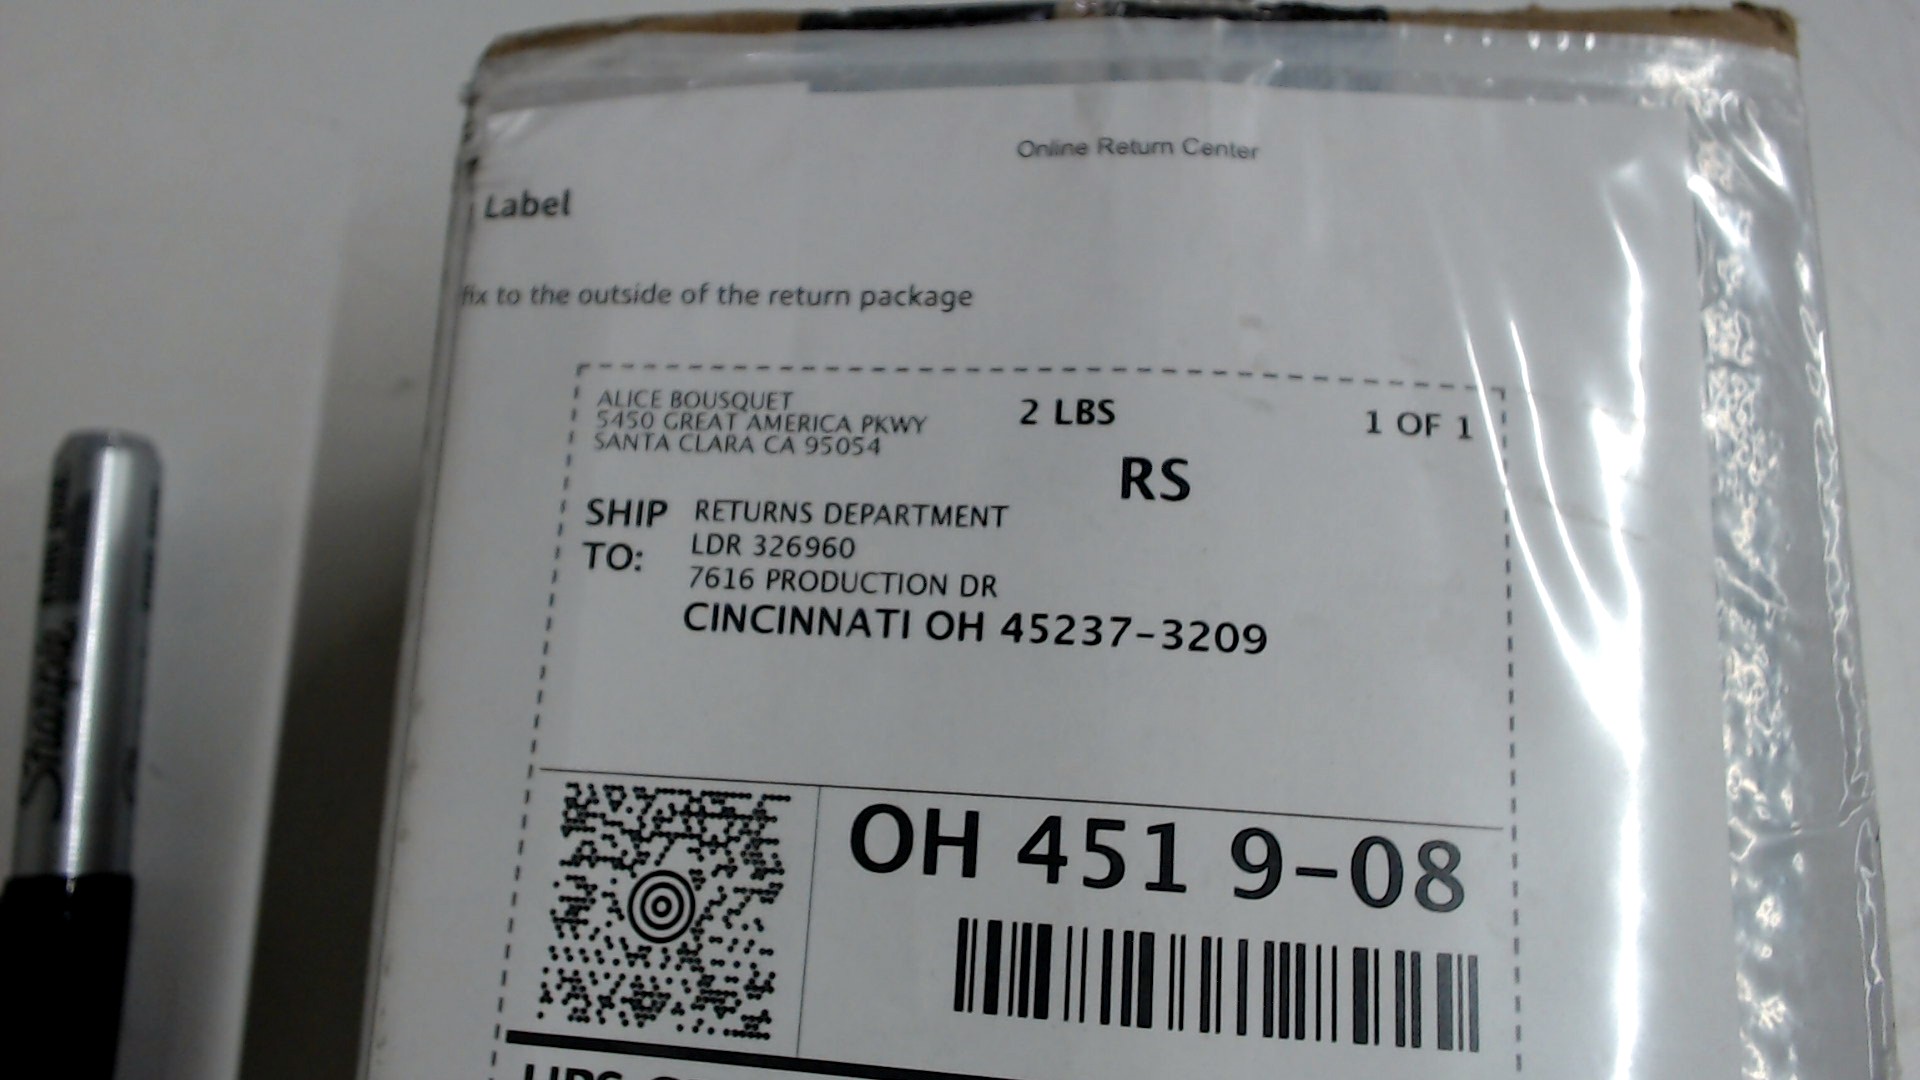 Online Return Center
Label
fix to the outside of the return package
ALICE BOUSQUET
5450 GREAT AMERICA PKWY
SANTA CLARA CA 95054
2 LBS
1 OF 1
RS
SHIP TO:
RETURNS DEPARTMENT
LDR 326960
7616 PRODUCTION DR
CINCINNATI OH 45237-3209
OH 451 9-08
UPS
Sharpie